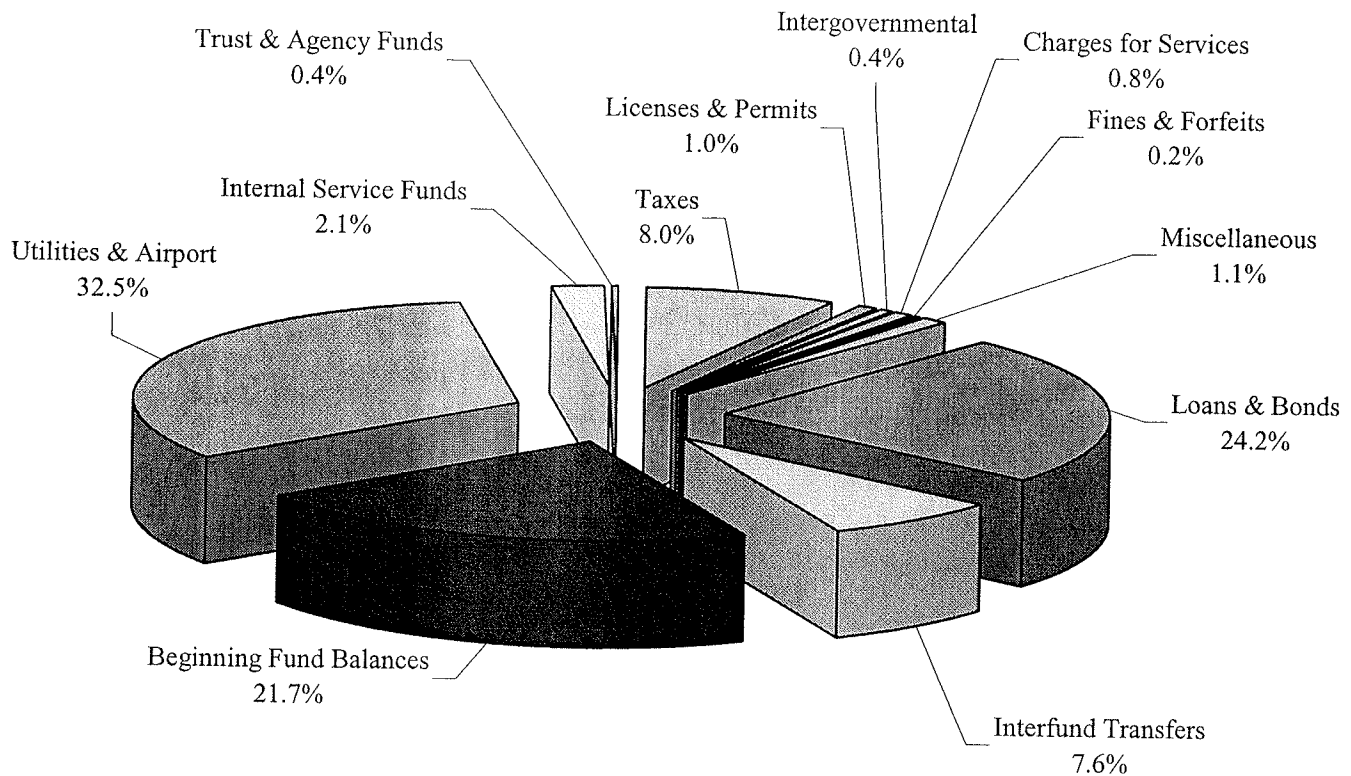 Trust & Agency Funds
0.4%
Intergovernmental
0.4%
Charges for Services
0.8%
Licenses & Permits
1.0%
Fines & Forfeits
0.2%
Internal Service Funds
2.1%
Taxes
8.0%
Miscellaneous
1.1%
Utilities & Airport
32.5%
Loans & Bonds
24.2%
Beginning Fund Balances
21.7%
Interfund Transfers
7.6%